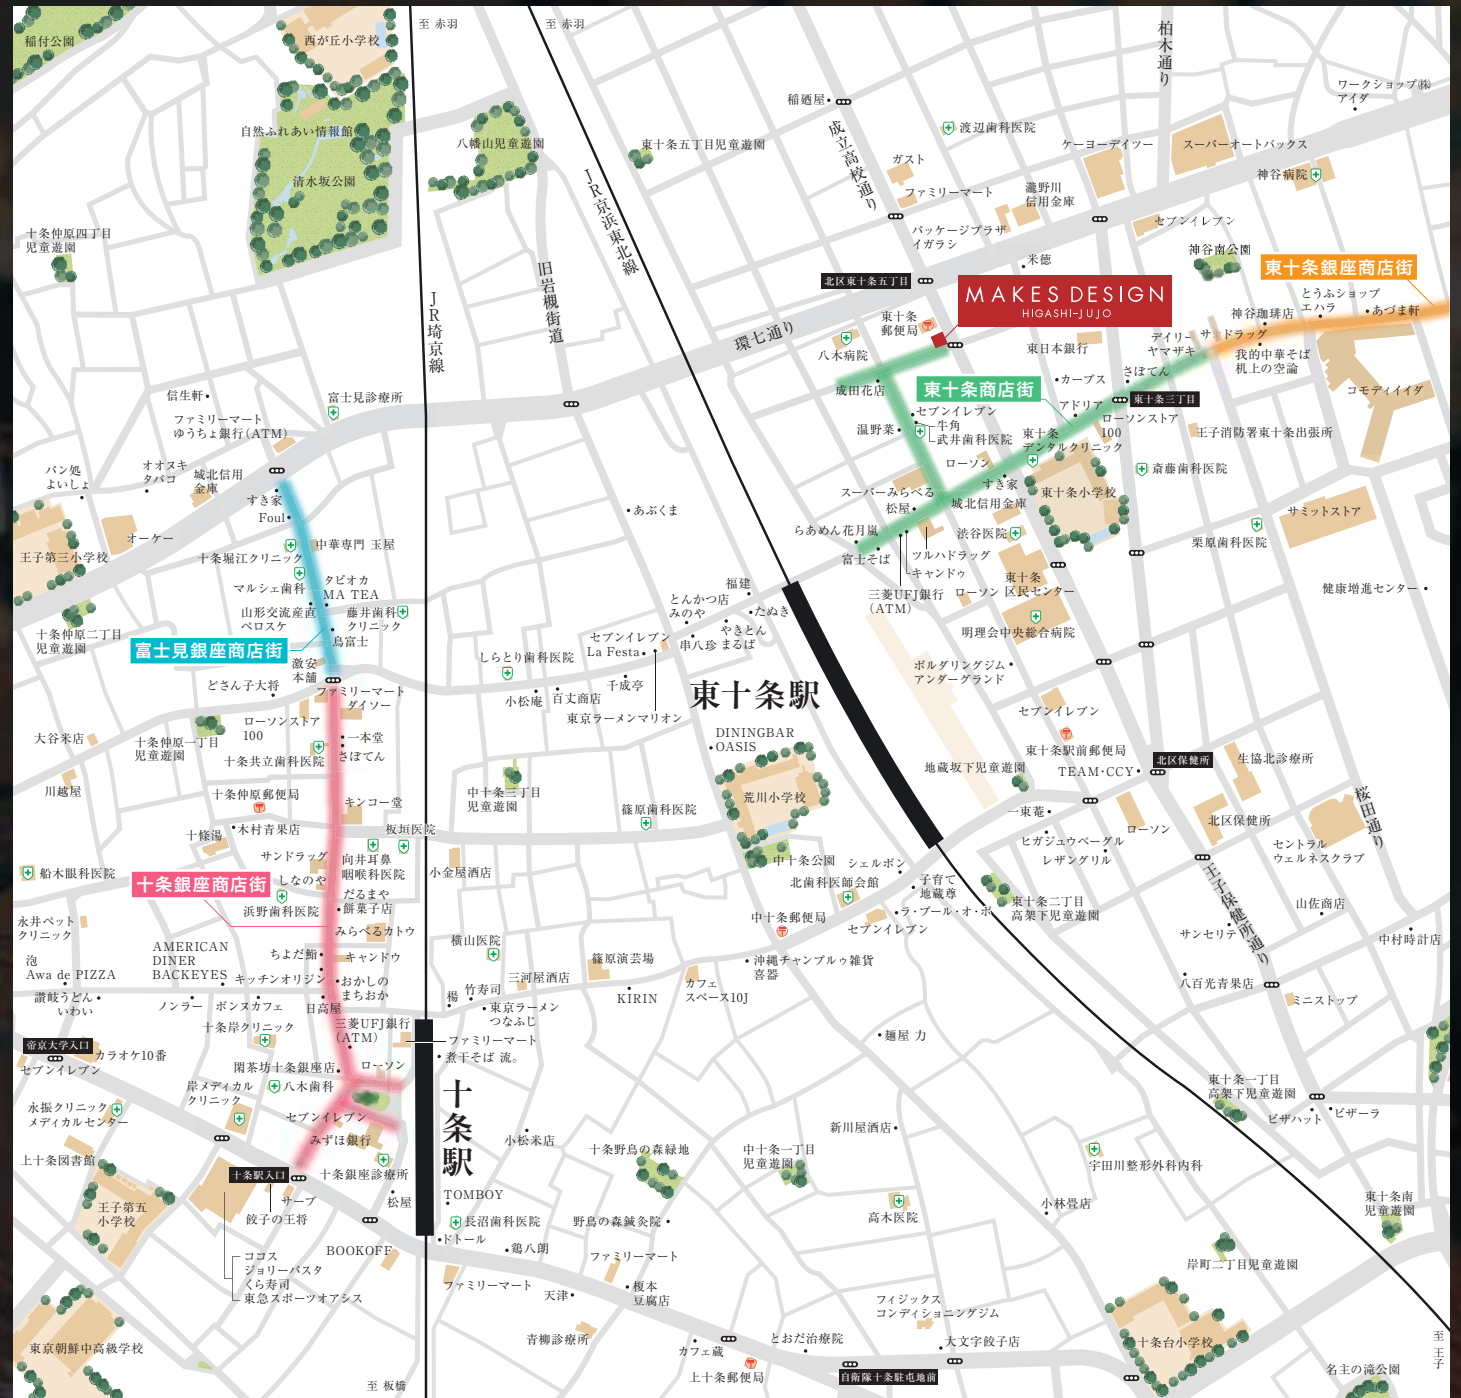 至 赤羽
至 赤羽
稲付公園
西が丘小学校
柏木通り
ワークショップ㈱
アイダ
稲廼屋
成立高校通り
渡辺歯科医院
自然ふれあい情報館
八幡山児童遊園
東十条五丁目児童遊園
ガスト
ケーヨーデイツー
スーパーオートバックス
神谷病院
清水坂公園
JR京浜東北線
ファミリーマート
瀧野川
信用金庫
セブンイレブン
パッケージプラザ
イガラシ
十条仲原四丁目
児童遊園
米徳
神谷南公園
東十条銀座商店街
旧岩槻街道
北区東十条五丁目
MAKES DESIGN
HIGASHI-JUJO
とうふショップ
エハラ
あづま軒
神谷珈琲店
JR埼京線
東十条
郵便局
環七通り
八木病院
東日本銀行
デイリー
ヤマザキ
サンドラッグ
我的中華そば
机上の空論
成田花店
東十条商店街
カーブス
さぼてん
コモディイイダ
信生軒
富士見診療所
東十条三丁目
ファミリーマート
ゆうちょ銀行(ATM)
セブンイレブン
牛角
武井歯科医院
温野菜
アドリア
ローソンストア
100
東十条
デンタルクリニック
王子消防署東十条出張所
パン処
よいしょ
オオヌキ
タバコ
城北信用
金庫
すき家
Foul
ローソン
すき家
斎藤歯科医院
スーパーみらべる
松屋
城北信用金庫
東十条小学校
サミットストア
あぶくま
らあめん花月嵐
渋谷医院
栗原歯科医院
オーケー
王子第三小学校
十条堀江クリニック
中華専門 玉屋
富士そば
ツルハドラッグ
キャンドゥ
三菱UFJ銀行
(ATM)
ローソン
東十条
区民センター
健康増進センター
マルシェ歯科
タピオカ
MA TEA
山形交流産直
ペロスケ
藤井歯科
クリニック
鳥富士
福建
とんかつ店
みのや
たぬき
やきとん
まるば
串八珍
明理会中央総合病院
十条仲原二丁目
児童遊園
富士見銀座商店街
激安
本舗
セブンイレブン
La Festa
しらとり歯科医院
千成亭
小松庵
百丈商店
東京ラーメンマリオン
東十条駅
ボルダリングジム
アンダーグランド
どさん子大将
ファミリーマート
ダイソー
セブンイレブン
大谷米店
十条仲原一丁目
児童遊園
ローソンストア
100
一本堂
さぼてん
十条共立歯科医院
DININGBAR
OASIS
東十条駅前郵便局
TEAM・CCY
北区保健所
生協北診療所
川越屋
十条仲原郵便局
キンコー堂
中十条三丁目
児童遊園
篠原歯科医院
荒川小学校
地蔵坂下児童遊園
一東菴
桜田通り
木村青果店
十條湯
板垣医院
ヒガジュウベーグル
レザングリル
ローソン
北区保健所
セントラル
ウェルネスクラブ
サンドラッグ
向井耳鼻
咽喉科医院
小金屋酒店
中十条公園
シェルボン
船木眼科医院
十条銀座商店街
しなのや
だるまや
餅菓子店
浜野歯科医院
北歯科医師会館
子育て
地蔵尊
王子保健所通り
東十条二丁目
高架下児童遊園
山佐商店
永井ペット
クリニック
みらべるカトウ
中十条郵便局
ラ・プール・オ・ポ
セブンイレブン
サンセリテ
中村時計店
泡
Awa de PIZZA
AMERICAN
DINER
BACKEYES
ちよだ鮨
キャンドゥ
横山医院
篠原演芸場
沖縄チャンプルゥ雑貨
喜器
讃岐うどん
いわい
キッチンオリジン
おかしの
まちおか
三河屋酒店
カフェ
スペース10J
八百光青果店
ノンラー
ボンヌカフェ
日高屋
楊
竹寿司
東京ラーメン
つなふじ
KIRIN
ミニストップ
十条岸クリニック
三菱UFJ銀行
(ATM)
ファミリーマート
麺屋 力
帝京大学入口
カラオケ10番
セブンイレブン
閑茶坊十条銀座店
ローソン
煮干そば 流。
岸メディカル
クリニック
八木歯科
十条駅
東十条一丁目
高架下児童遊園
永振クリニック
メディカルセンター
セブンイレブン
みずほ銀行
小松米店
新川屋酒店
ピザハット
ピザーラ
上十条図書館
十条駅入口
十条銀座診療所
十条野鳥の森緑地
中十条一丁目
児童遊園
宇田川整形外科内科
王子第五
小学校
サーブ
餃子の王将
松屋
TOMBOY
長沼歯科医院
野鳥の森鍼灸院
高木医院
小林畳店
東十条南
児童遊園
ドトール
鶏八朗
BOOKOFF
ココス
ジョリーパスタ
くら寿司
東急スポーツオアシス
ファミリーマート
ファミリーマート
岸町二丁目児童遊園
天津
榎本
豆腐店
フィジックス
コンディショニングジム
東京朝鮮中高級学校
青柳診療所
カフェ蔵
とおだ治療院
大文字餃子店
十条台小学校
至 王子
上十条郵便局
自衛隊十条駐屯地前
名主の滝公園
至 板橋